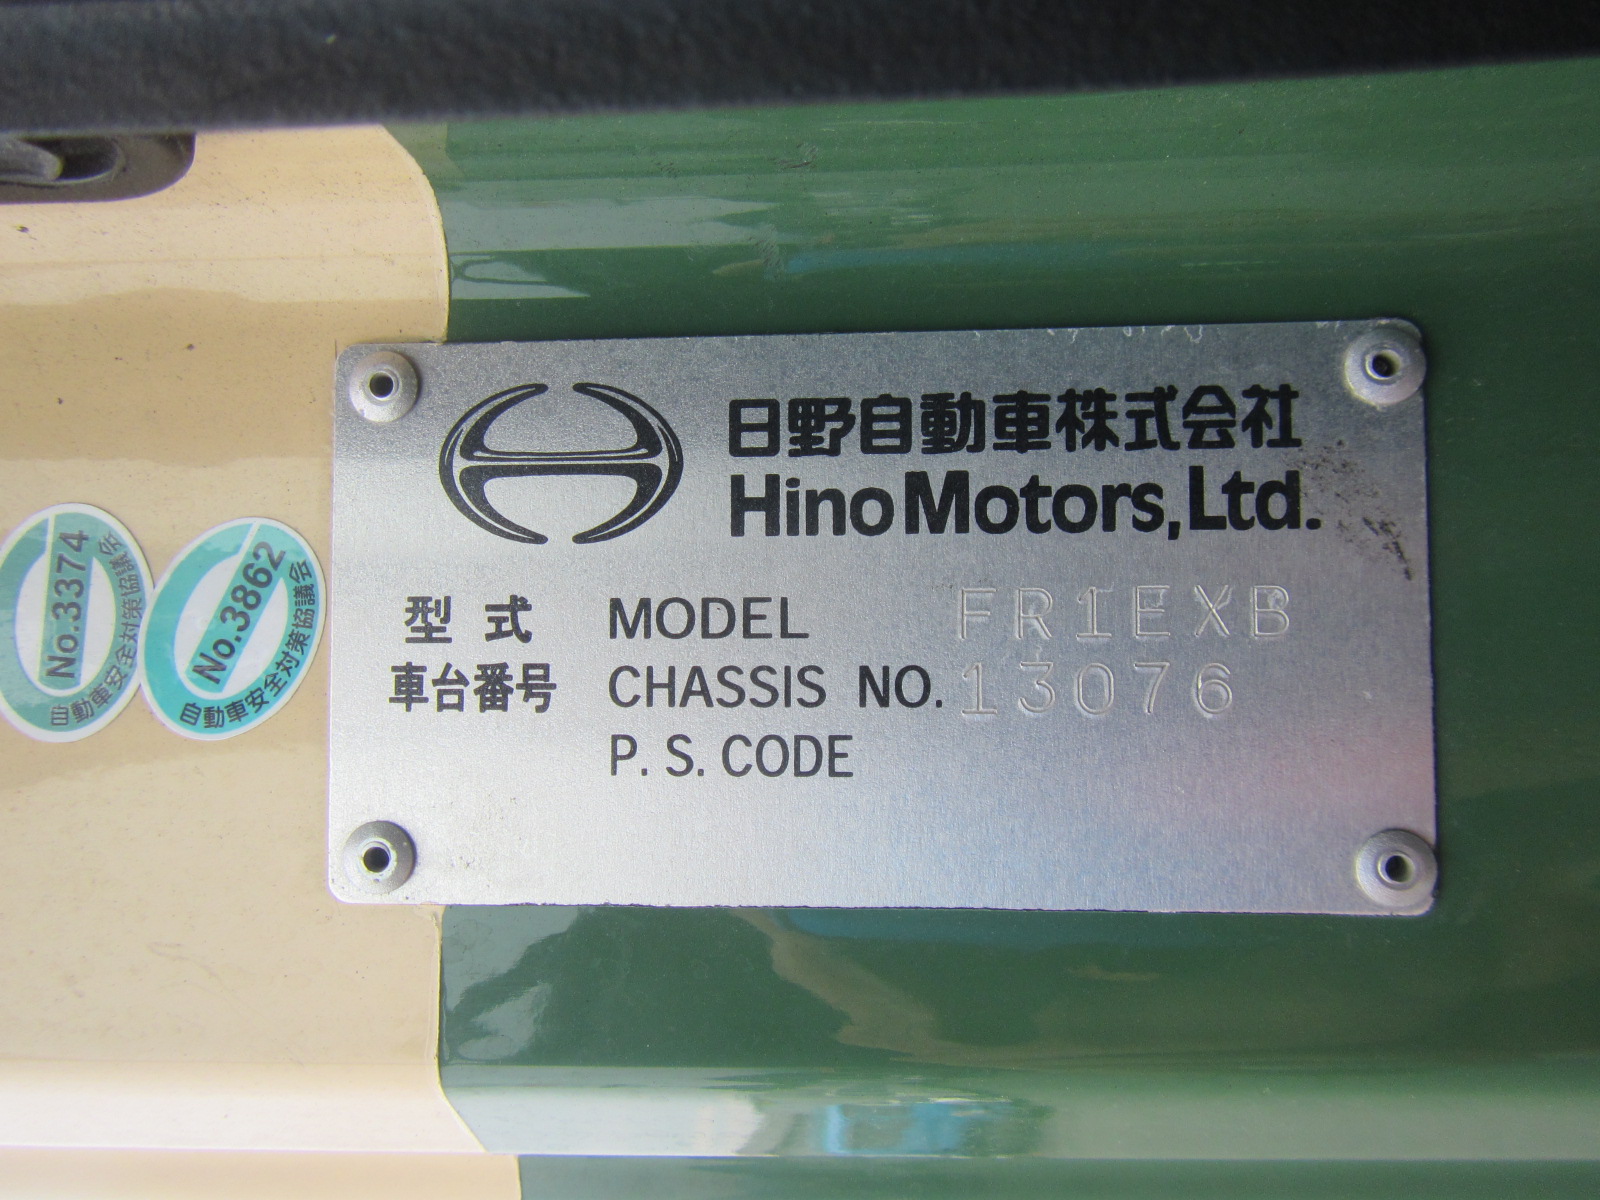 日野自動車株式会社
Hino Motors, Ltd.
型式 MODEL FR1EXB
車台番号 CHASSIS NO. 13076
P. S. CODE
No.3374
自動車安全対策協議会
No.3862
自動車安全対策協議会